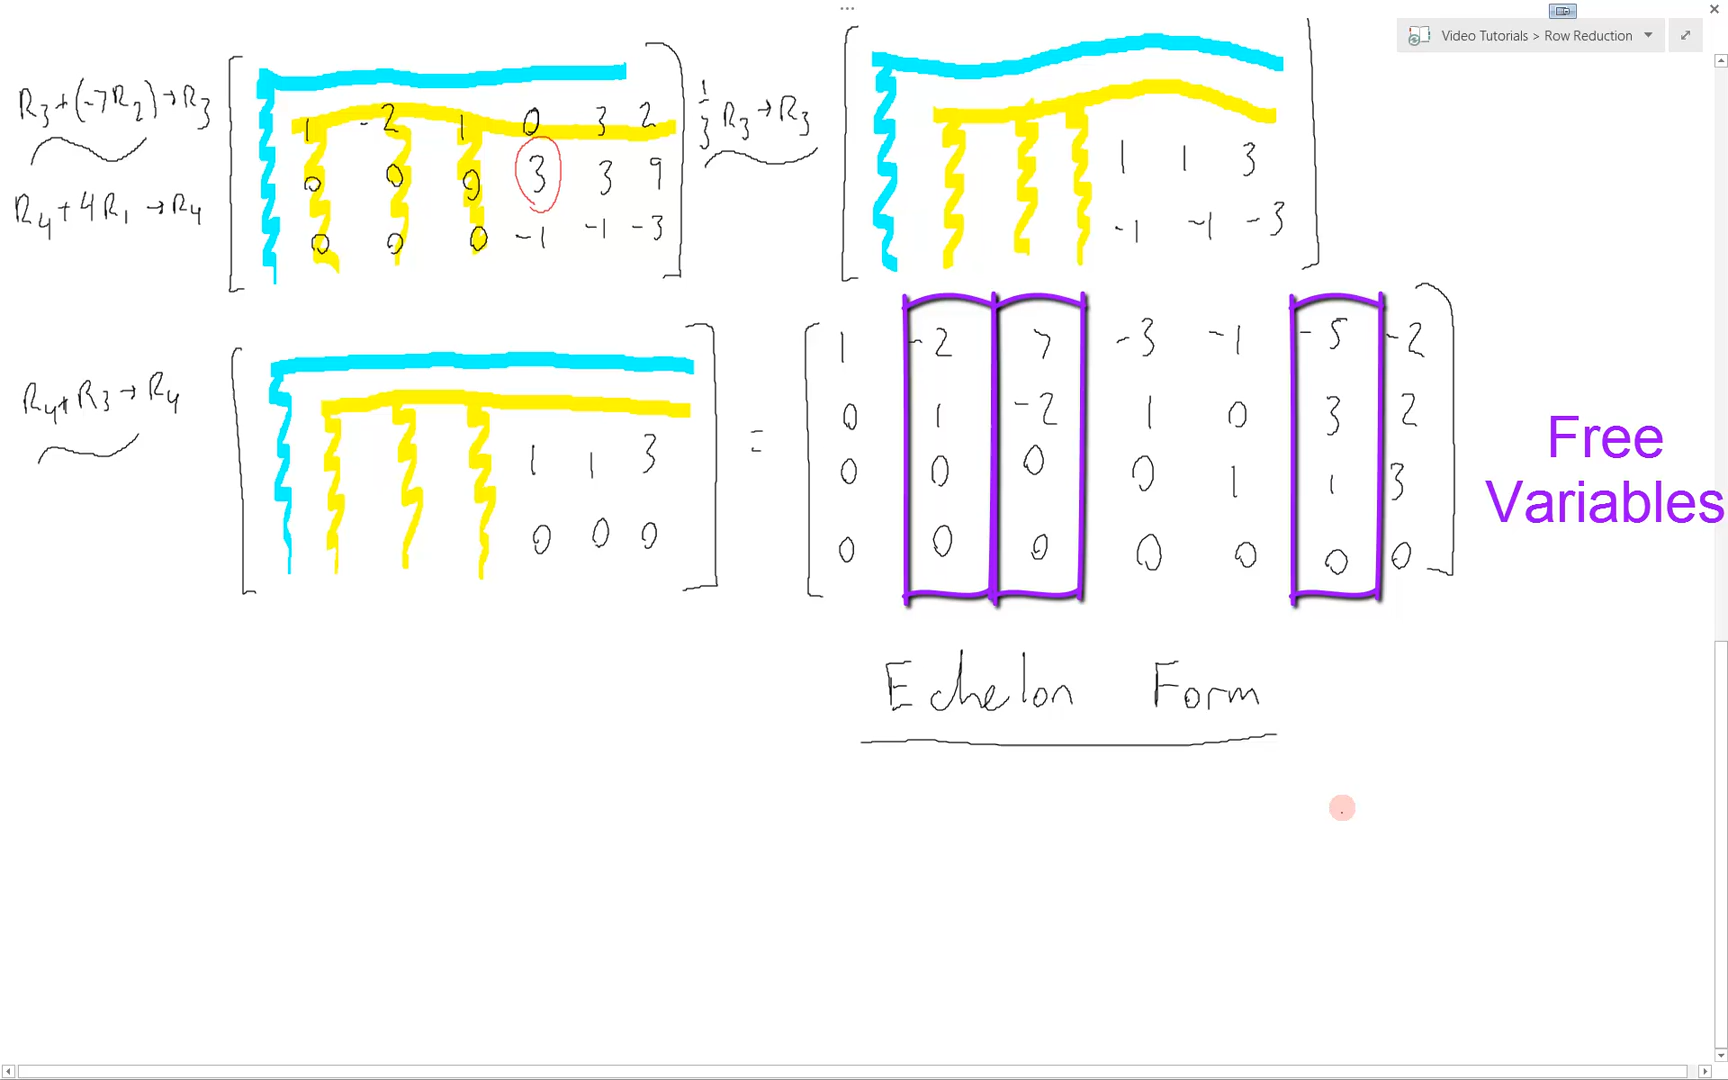 Video Tutorials > Row Reduction
R3+(-7R2)→R3
R4+4R1→R4
1 -2 1 0 3 2
0 0 0 3 3 9
0 0 0 -1 -1 -3
1/3 R3→R3
1 1 3
-1 -1 -3
R4+R3→R4
1 1 3
0 0 0
=
1 -2 7 -3 -1 -5 -2
0 1 -2 1 0 3 2
0 0 0 0 1 1 3
0 0 0 0 0 0 0
Free
Variables
Echelon Form